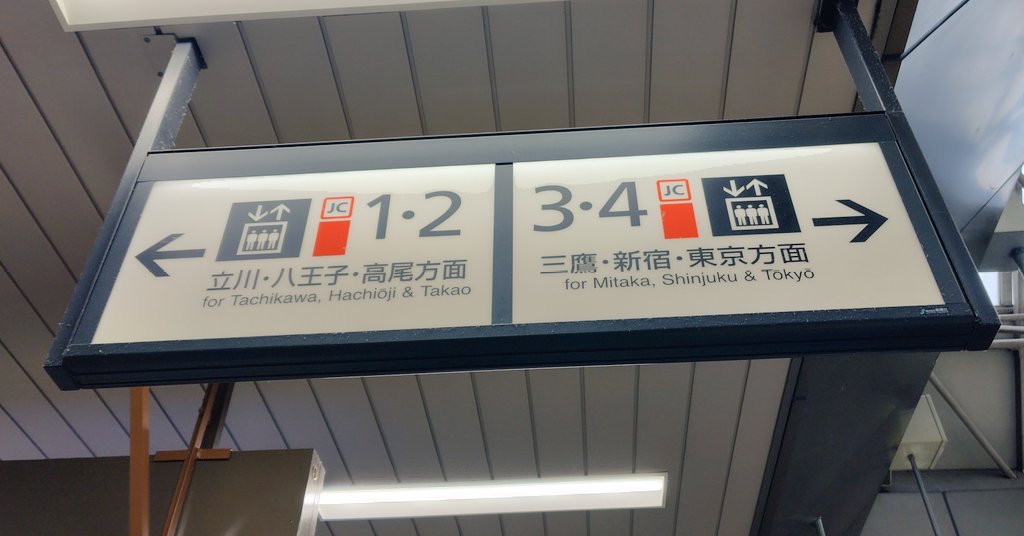 JC 1・2
立川・八王子・高尾方面
for Tachikawa, Hachiōji & Takao
3・4 JC
三鷹・新宿・東京方面
for Mitaka, Shinjuku & Tōkyō